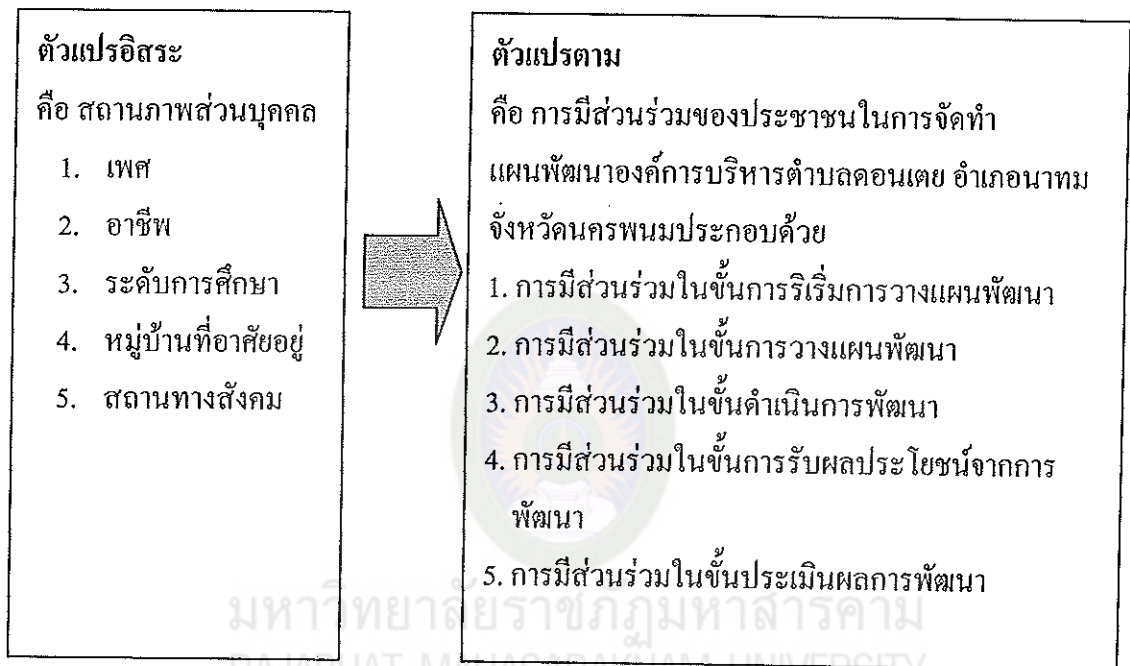 ตัวแปรอิสระ
คือ สถานภาพส่วนบุคคล
1. เพศ
2. อาชีพ
3. ระดับการศึกษา
4. หมู่บ้านที่อาศัยอยู่
5. สถานทางสังคม
ตัวแปรตาม
คือ การมีส่วนร่วมของประชาชนในการจัดทำ
แผนพัฒนาองค์การบริหารตำบลดอนเตย อำเภอนาทม
จังหวัดนครพนมประกอบด้วย
1. การมีส่วนร่วมในขั้นการริเริ่มการวางแผนพัฒนา
2. การมีส่วนร่วมในขั้นการวางแผนพัฒนา
3. การมีส่วนร่วมในขั้นดำเนินการพัฒนา
4. การมีส่วนร่วมในขั้นการรับผลประโยชน์จากการ
พัฒนา
5. การมีส่วนร่วมในขั้นประเมินผลการพัฒนา
มหาวิทยาลัยราชภัฏมหาสารคาม
RAJABHAT MAHASARAKHAM UNIVERSITY